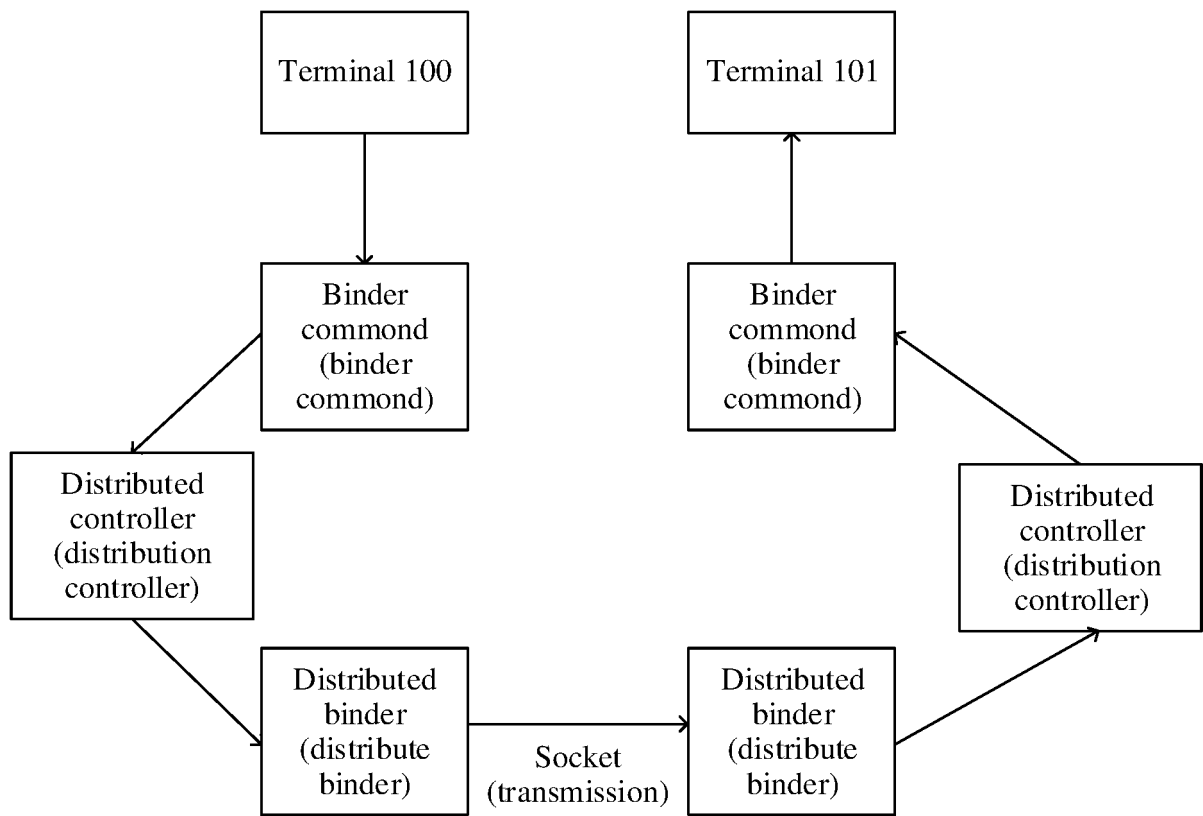 Terminal 100
Terminal 101
Binder
commond
(binder
commond)
Binder
commond
(binder
commond)
Distributed
controller
(distribution
controller)
Distributed
controller
(distribution
controller)
Distributed
binder
(distribute
binder)
Socket
(transmission)
Distributed
binder
(distribute
binder)